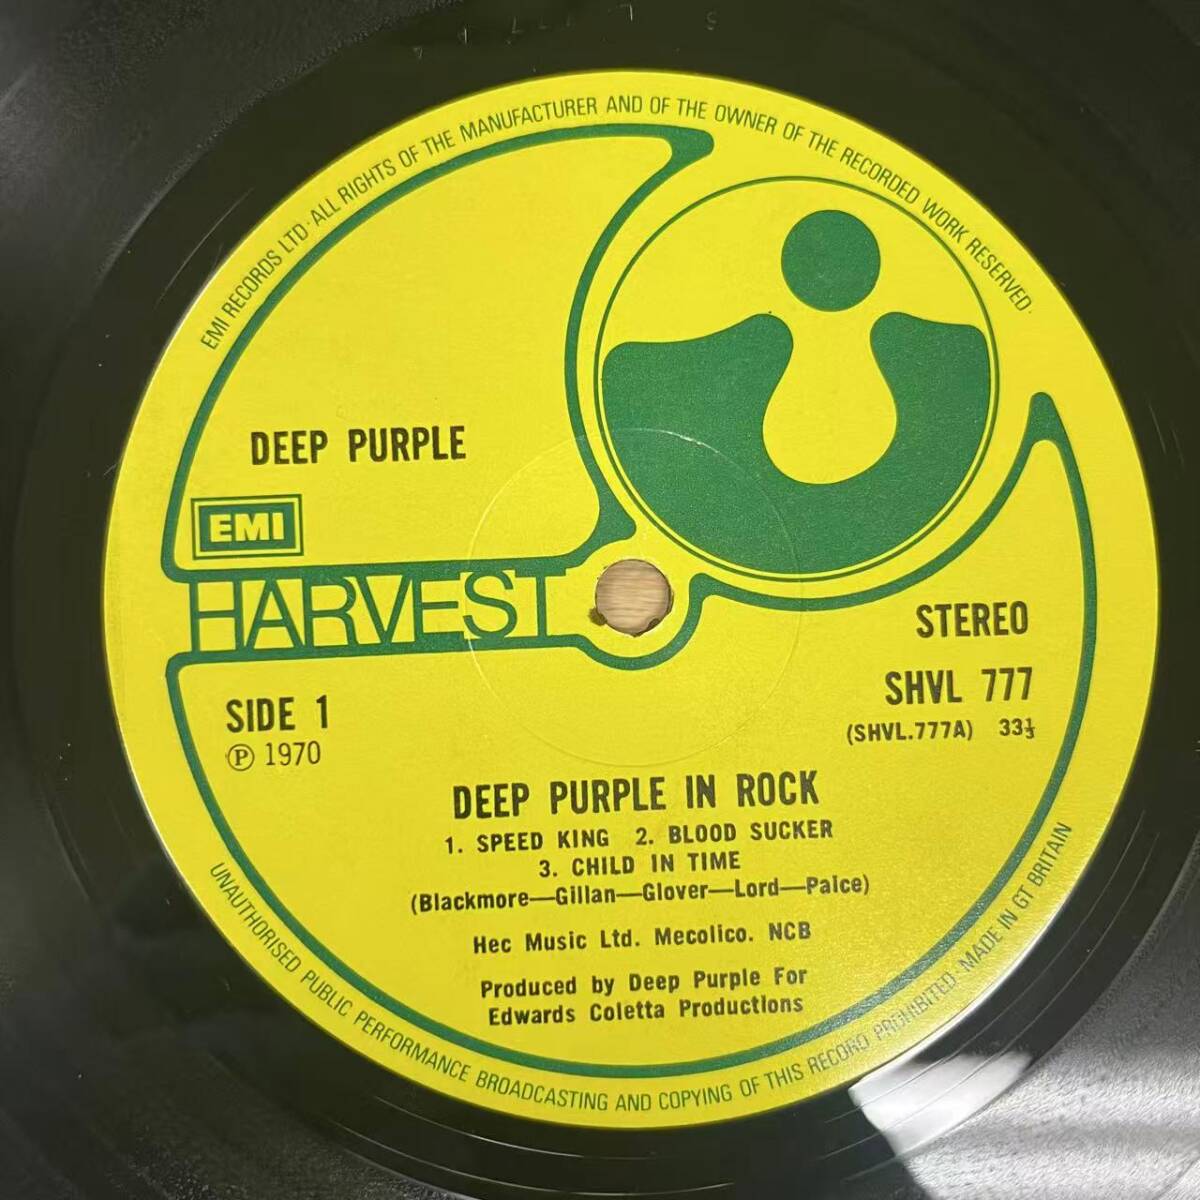 EMI RECORDS LTD·ALL RIGHTS OF THE MANUFACTURER AND OF THE OWNER OF THE RECORDED WORK RESERVED.
DEEP PURPLE
EMI
HARVEST
STEREO
SHVL 777
(SHVL.777A) 33⅓
SIDE 1
℗ 1970
DEEP PURPLE IN ROCK
1. SPEED KING 2. BLOOD SUCKER
3. CHILD IN TIME
(Blackmore—Gillan—Glover—Lord—Paice)
Hec Music Ltd. Mecolico. NCB
Produced by Deep Purple For
Edwards Coletta Productions
UNAUTHORISED PUBLIC PERFORMANCE BROADCASTING AND COPYING OF THIS RECORD PROHIBITED·MADE IN GT BRITAIN